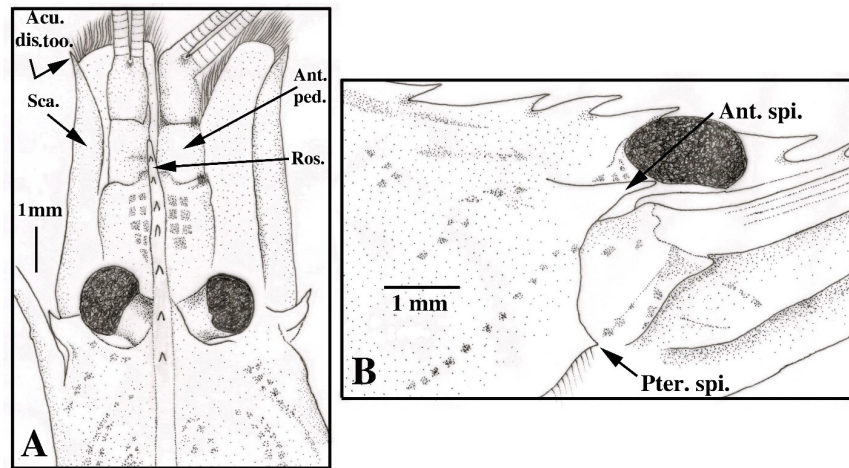 Acu.
dis.too.
Sca.
Ant.
ped.
Ros.
1mm
A
Ant. spi.
1 mm
B
Pter. spi.